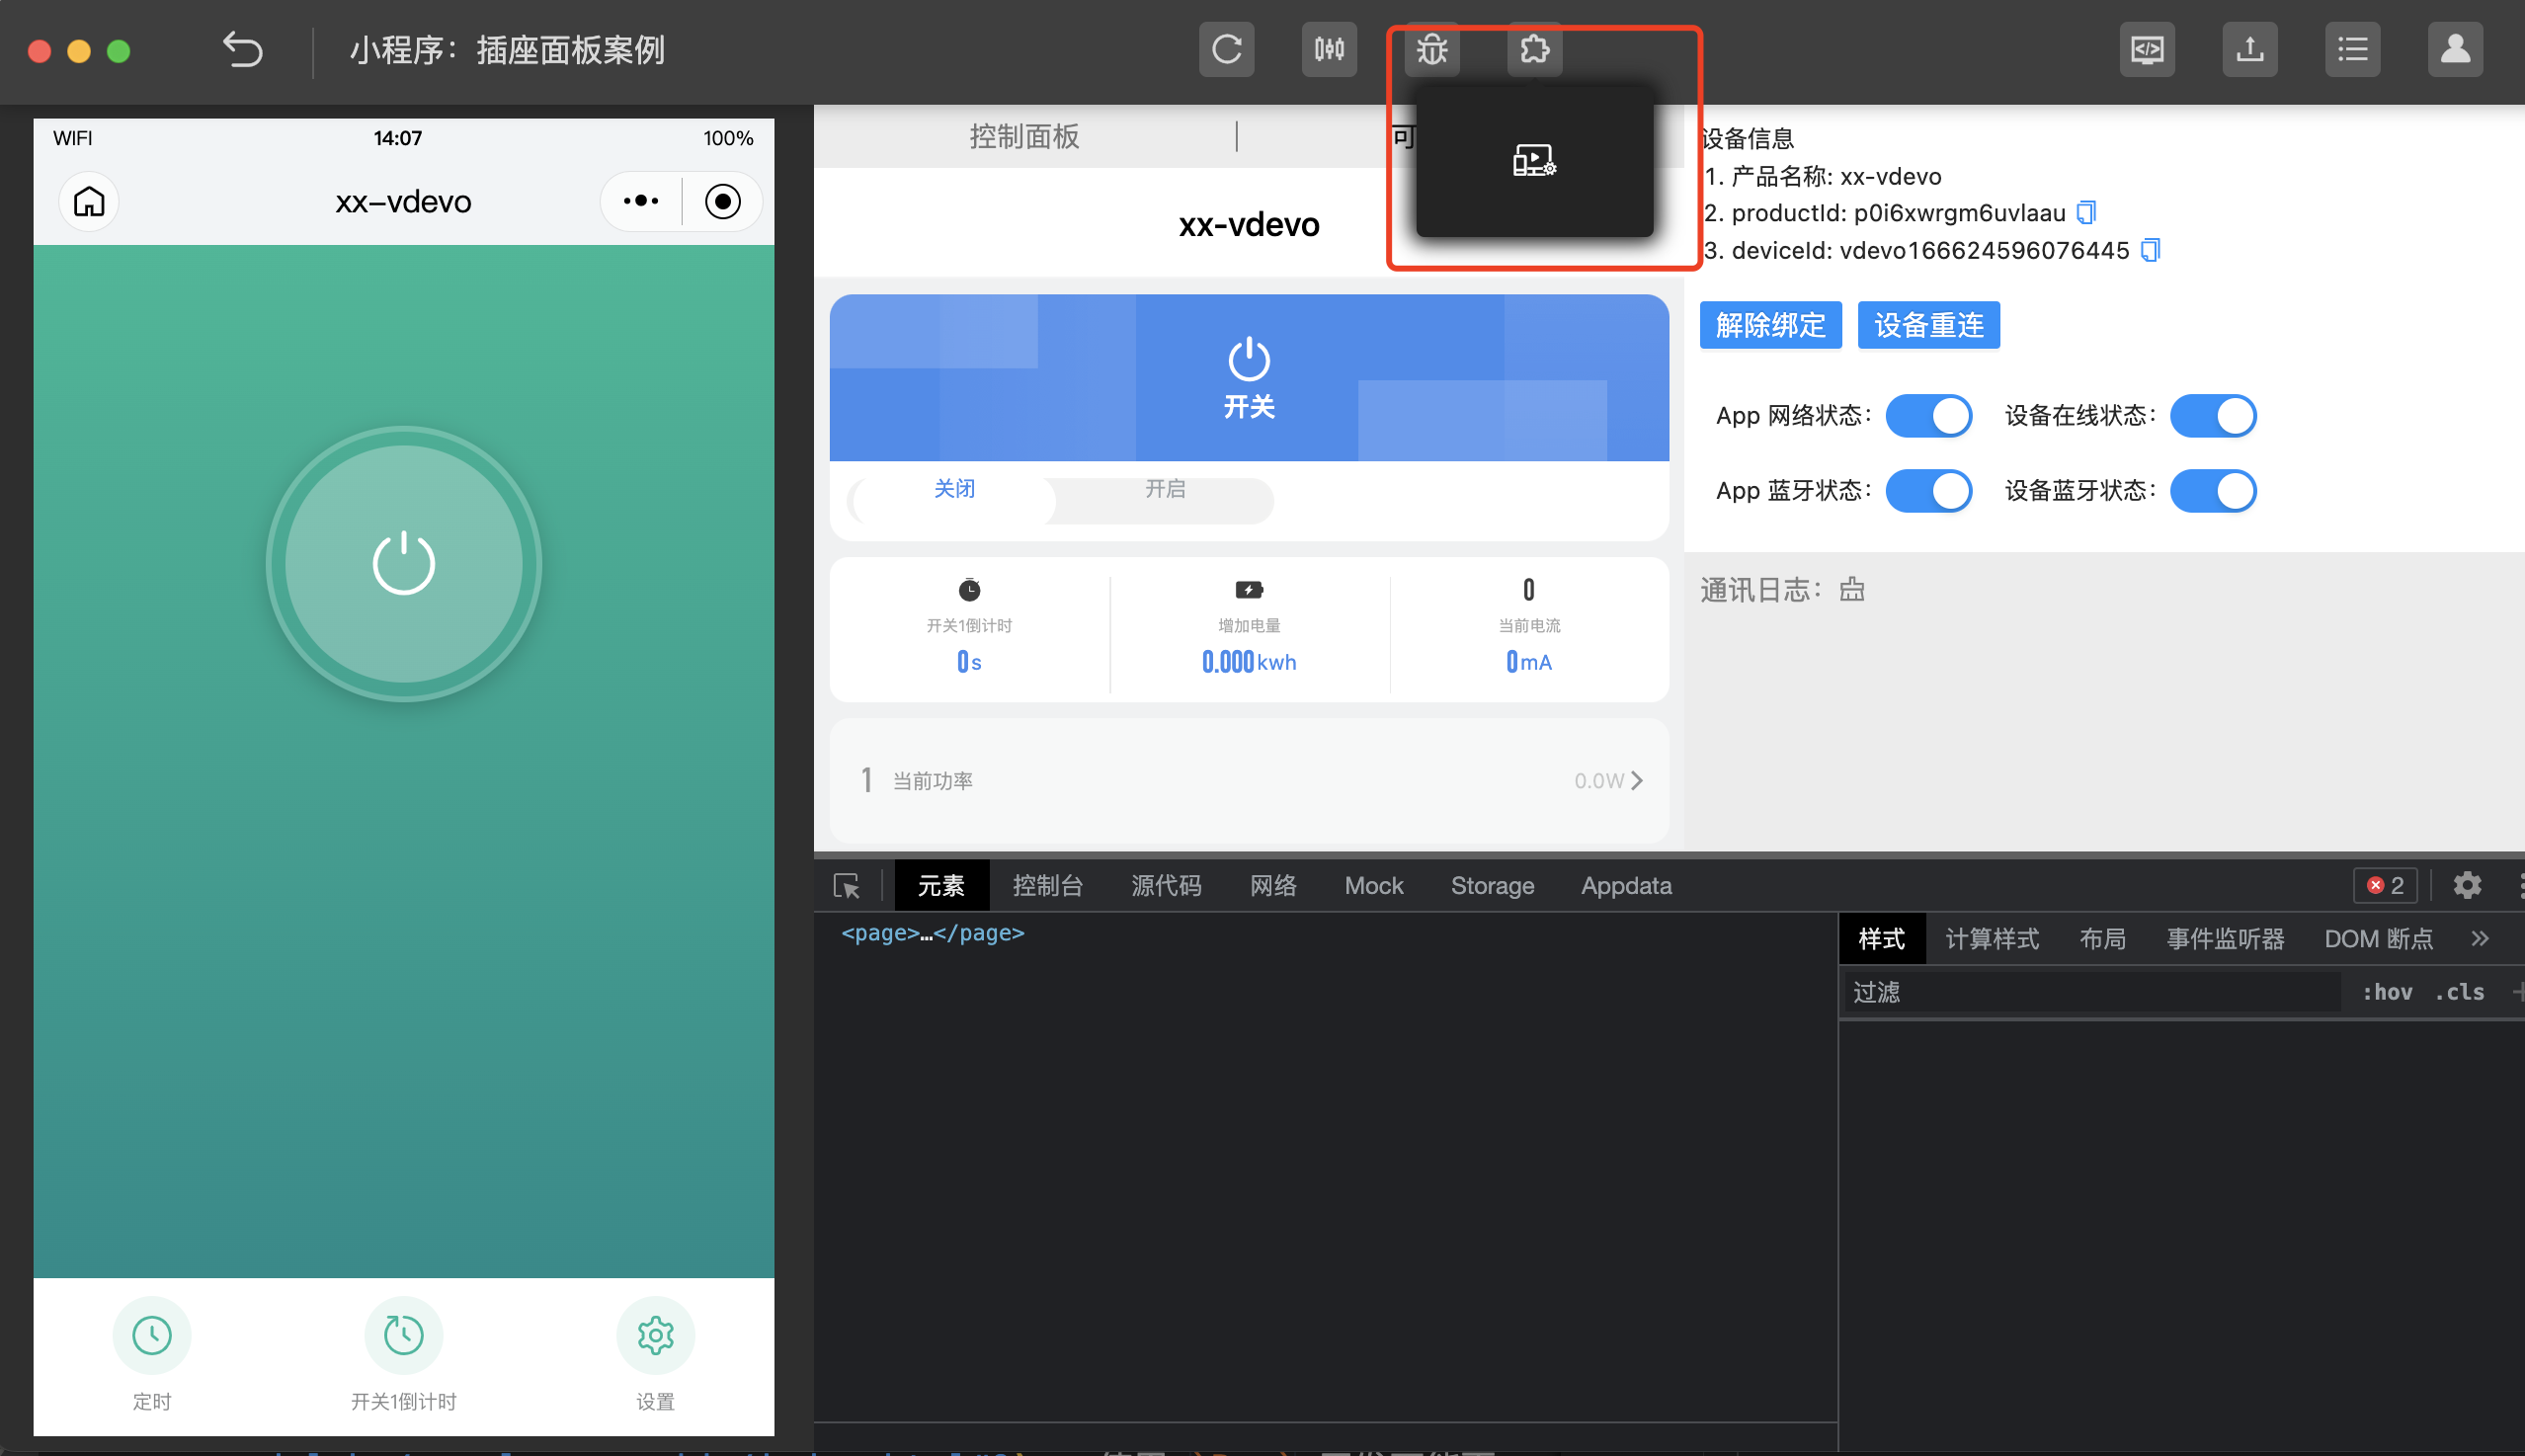 小程序：插座面板案例
WIFI 14:07 100%
xx-vdevo
定时 开关1倒计时 设置
控制面板 | 可
xx-vdevo
开关
关闭 开启
开关1倒计时 增加电量 0 当前电流
0s 0.000kwh 0mA
1 当前功率 0.0W
设备信息
1. 产品名称: xx-vdevo
2. productId: p0i6xwrgm6uvlaau
3. deviceId: vdevo166624596076445
解除绑定 设备重连
App 网络状态： 设备在线状态：
App 蓝牙状态： 设备蓝牙状态：
通讯日志：
元素 控制台 源代码 网络 Mock Storage Appdata 2
<page>…</page>
样式 计算样式 布局 事件监听器 DOM 断点 »
过滤 :hov .cls +